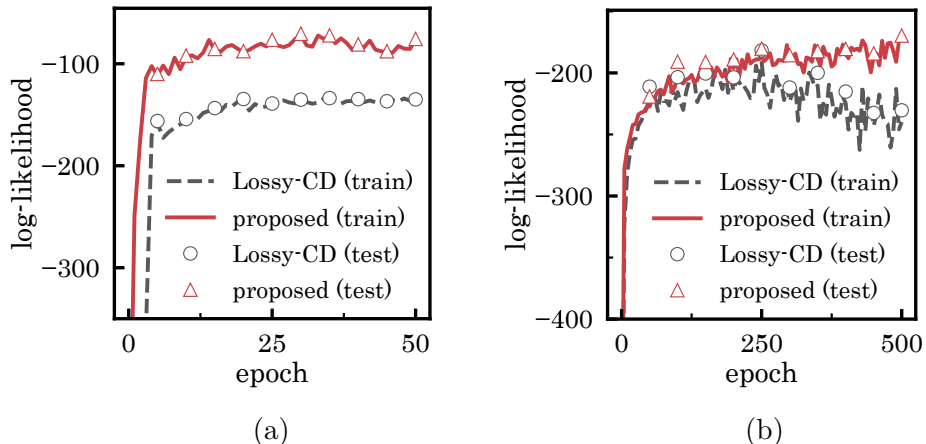 log-likelihood
−100
−200
−300
Lossy-CD (train)
proposed (train)
Lossy-CD (test)
proposed (test)
0
25
50
epoch
(a)
log-likelihood
−200
−300
−400
Lossy-CD (train)
proposed (train)
Lossy-CD (test)
proposed (test)
0
250
500
epoch
(b)